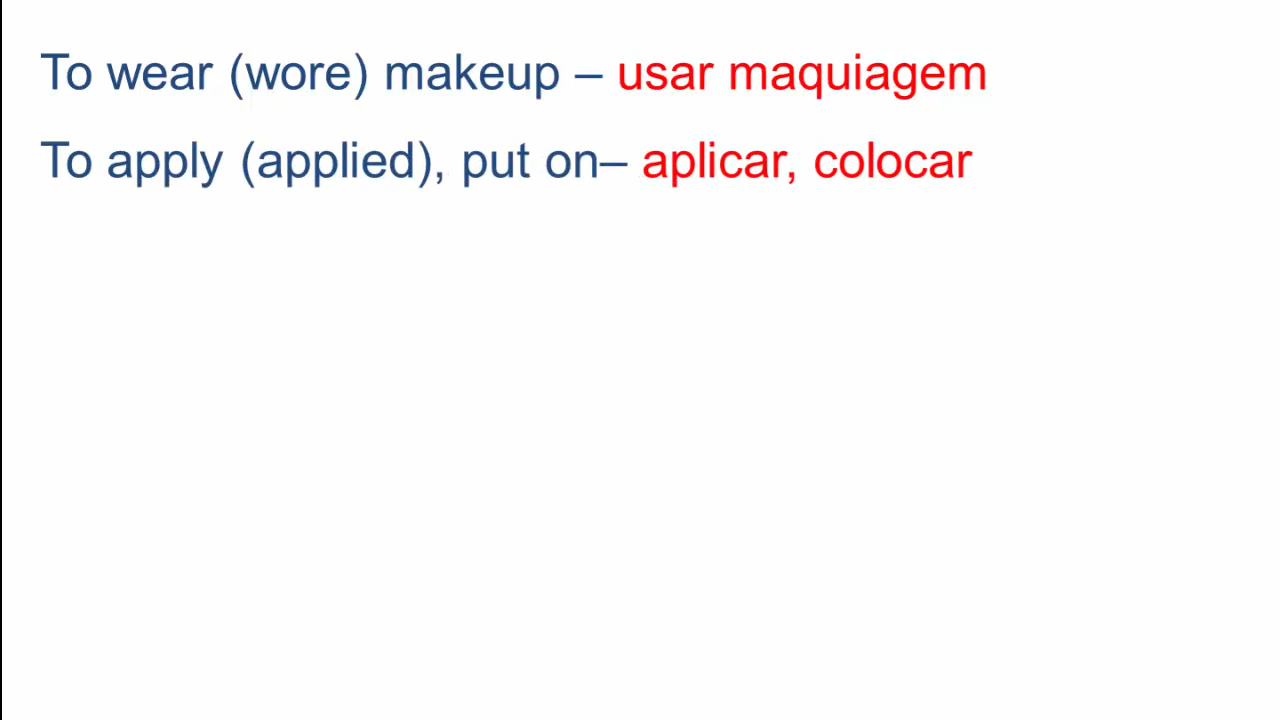 To wear (wore) makeup – usar maquiagem
To apply (applied), put on– aplicar, colocar